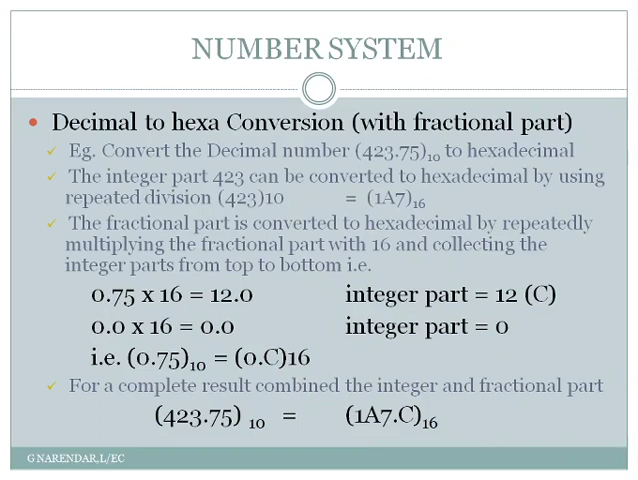 NUMBER SYSTEM
• Decimal to hexa Conversion (with fractional part)
✓ Eg. Convert the Decimal number (423.75)₁₀ to hexadecimal
✓ The integer part 423 can be converted to hexadecimal by using
repeated division (423)10 = (1A7)₁₆
✓ The fractional part is converted to hexadecimal by repeatedly
multiplying the fractional part with 16 and collecting the
integer parts from top to bottom i.e.
0.75 x 16 = 12.0 integer part = 12 (C)
0.0 x 16 = 0.0 integer part = 0
i.e. (0.75)₁₀ = (0.C)16
✓ For a complete result combined the integer and fractional part
(423.75) ₁₀ = (1A7.C)₁₆
G NARENDAR,L/EC